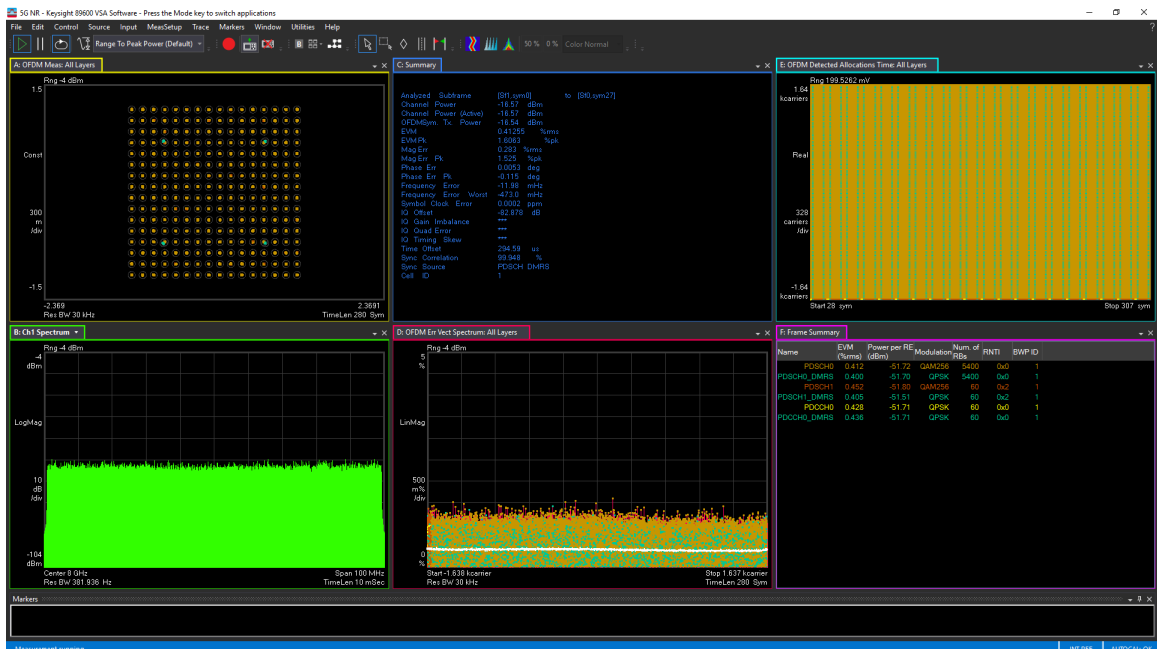 5G NR - Keysight 89600 VSA Software - Press the Mode key to switch applications
File Edit Control Source Input MeasSetup Trace Markers Window Utilities Help
Range To Peak Power (Default) 50 % 0 % Color Normal
A: OFDM Meas: All Layers
Rng -4 dBm
1.5
Const
300
m
/div
-1.5
-2.369 2.3691
Res BW 30 kHz TimeLen 280 Sym
C: Summary
Analyzed Subframe [Sf1,sym0] to [Sf0,sym27]
Channel Power -16.57 dBm
Channel Power (Active) -16.57 dBm
OFDMSym. Tx. Power -16.54 dBm
EVM 0.41255 %rms
EVM Pk 1.6063 %pk
Mag Err 0.283 %rms
Mag Err Pk 1.525 %pk
Phase Err 0.0053 deg
Phase Err Pk -0.115 deg
Frequency Error -11.98 mHz
Frequency Error Worst -473.0 mHz
Symbol Clock Error 0.0002 ppm
IQ Offset -82.878 dB
IQ Gain Imbalance ***
IQ Quad Error ***
IQ Timing Skew ***
Time Offset 294.59 us
Sync Correlation 99.948 %
Sync Source PDSCH DMRS
Cell ID 1
E: OFDM Detected Allocations Time: All Layers
Rng 199.5262 mV
1.64
kcarriers
Real
328
carriers
/div
-1.64
kcarriers
Start 28 sym Stop 307 sym
B: Ch1 Spectrum
Rng -4 dBm
-4
dBm
LogMag
10
dB
/div
-104
dBm
Center 8 GHz Span 100 MHz
Res BW 381.936 Hz TimeLen 10 mSec
D: OFDM Err Vect Spectrum: All Layers
Rng -4 dBm
5
%
LinMag
500
m%
/div
0
%
Start -1.638 kcarrier Stop 1.637 kcarrier
Res BW 30 kHz TimeLen 280 Sym
F: Frame Summary
Name EVM (%rms) Power per RE (dBm) Modulation Num. of RBs RNTI BWP ID
PDSCH0 0.412 -51.72 QAM256 5400 0x0 1
PDSCH0_DMRS 0.400 -51.70 QPSK 5400 0x0 1
PDSCH1 0.452 -51.80 QAM256 60 0x2 1
PDSCH1_DMRS 0.405 -51.51 QPSK 60 0x2 1
PDCCH0 0.428 -51.71 QPSK 60 0x0 1
PDCCH0_DMRS 0.436 -51.71 QPSK 60 0x0 1
Markers
Measurement running INT REF AUTOCAL: OK